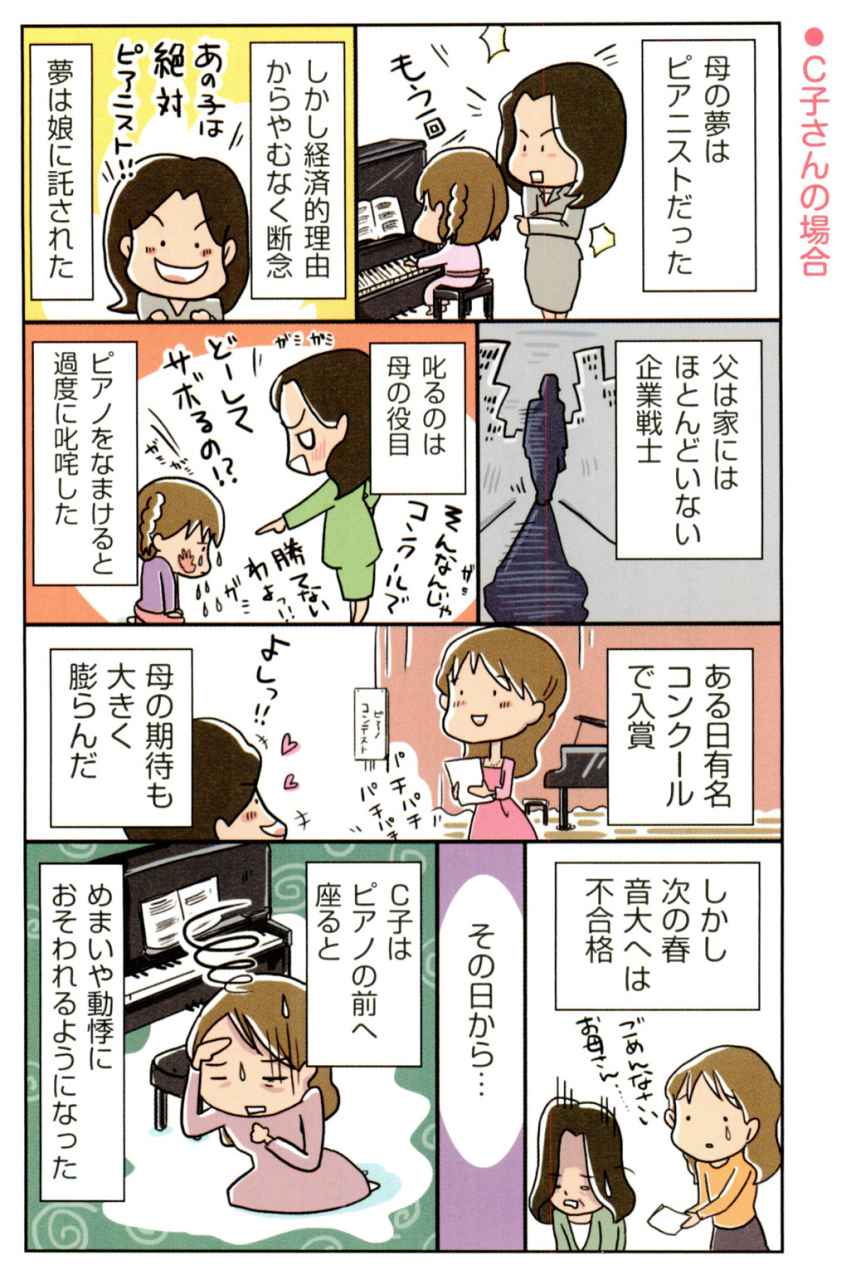 ●C子さんの場合
母の夢は
ピアニストだった
もう一回
しかし経済的理由
からやむなく断念
あの子は
絶対
ピアニスト!!
夢は娘に託された
父は家には
ほとんどいない
企業戦士
叱るのは
母の役目
ガミガミ
どーして
サボるの!?
そんなんじゃ
コンクールで
勝てない
わよっ!!
ガミ
ガミ
ピアノをなまけると
過度に叱咤した
ある日有名
コンクール
で入賞
ピアノ
コンテスト
パチパチ
パチパチ
よしっ!!
母の期待も
大きく
膨らんだ
しかし
次の春
音大へは
不合格
ごめんなさい
お母さん…
その日から…
C子は
ピアノの前へ
座ると
めまいや動悸に
おそわれるようになった